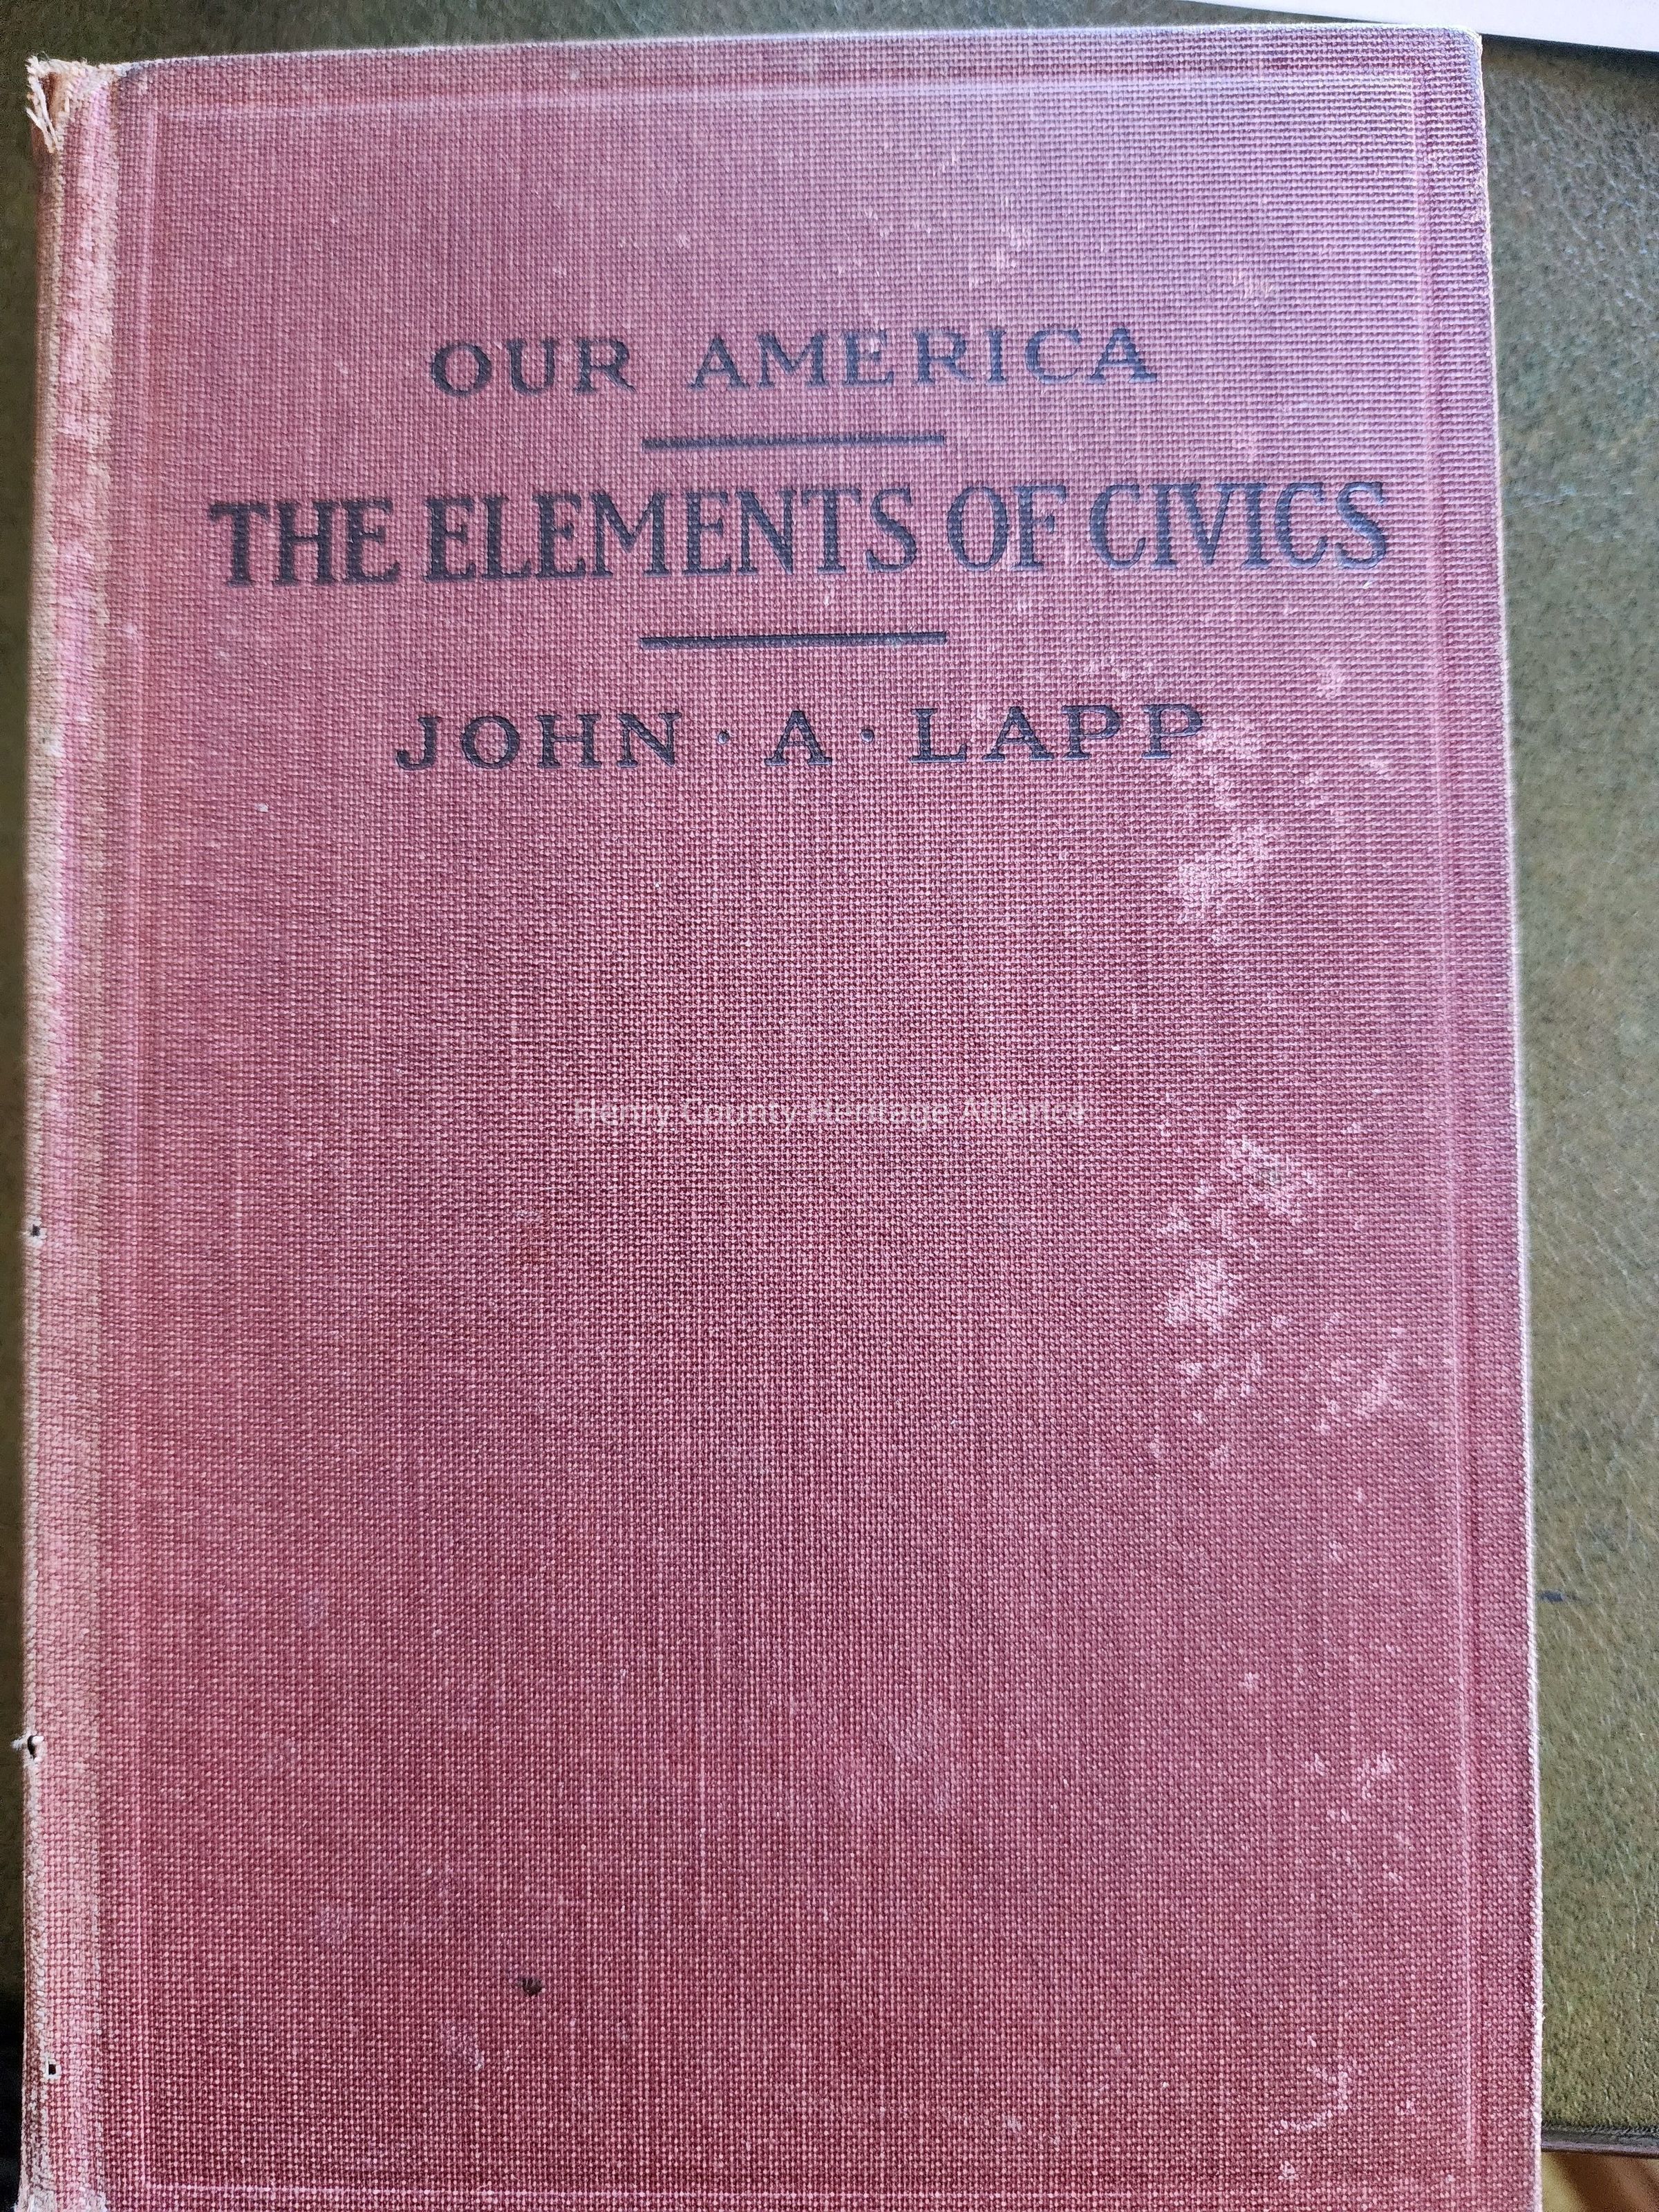 OUR AMERICA
THE ELEMENTS OF CIVICS
JOHN · A · LAPP
Henry County Heritage Alliance